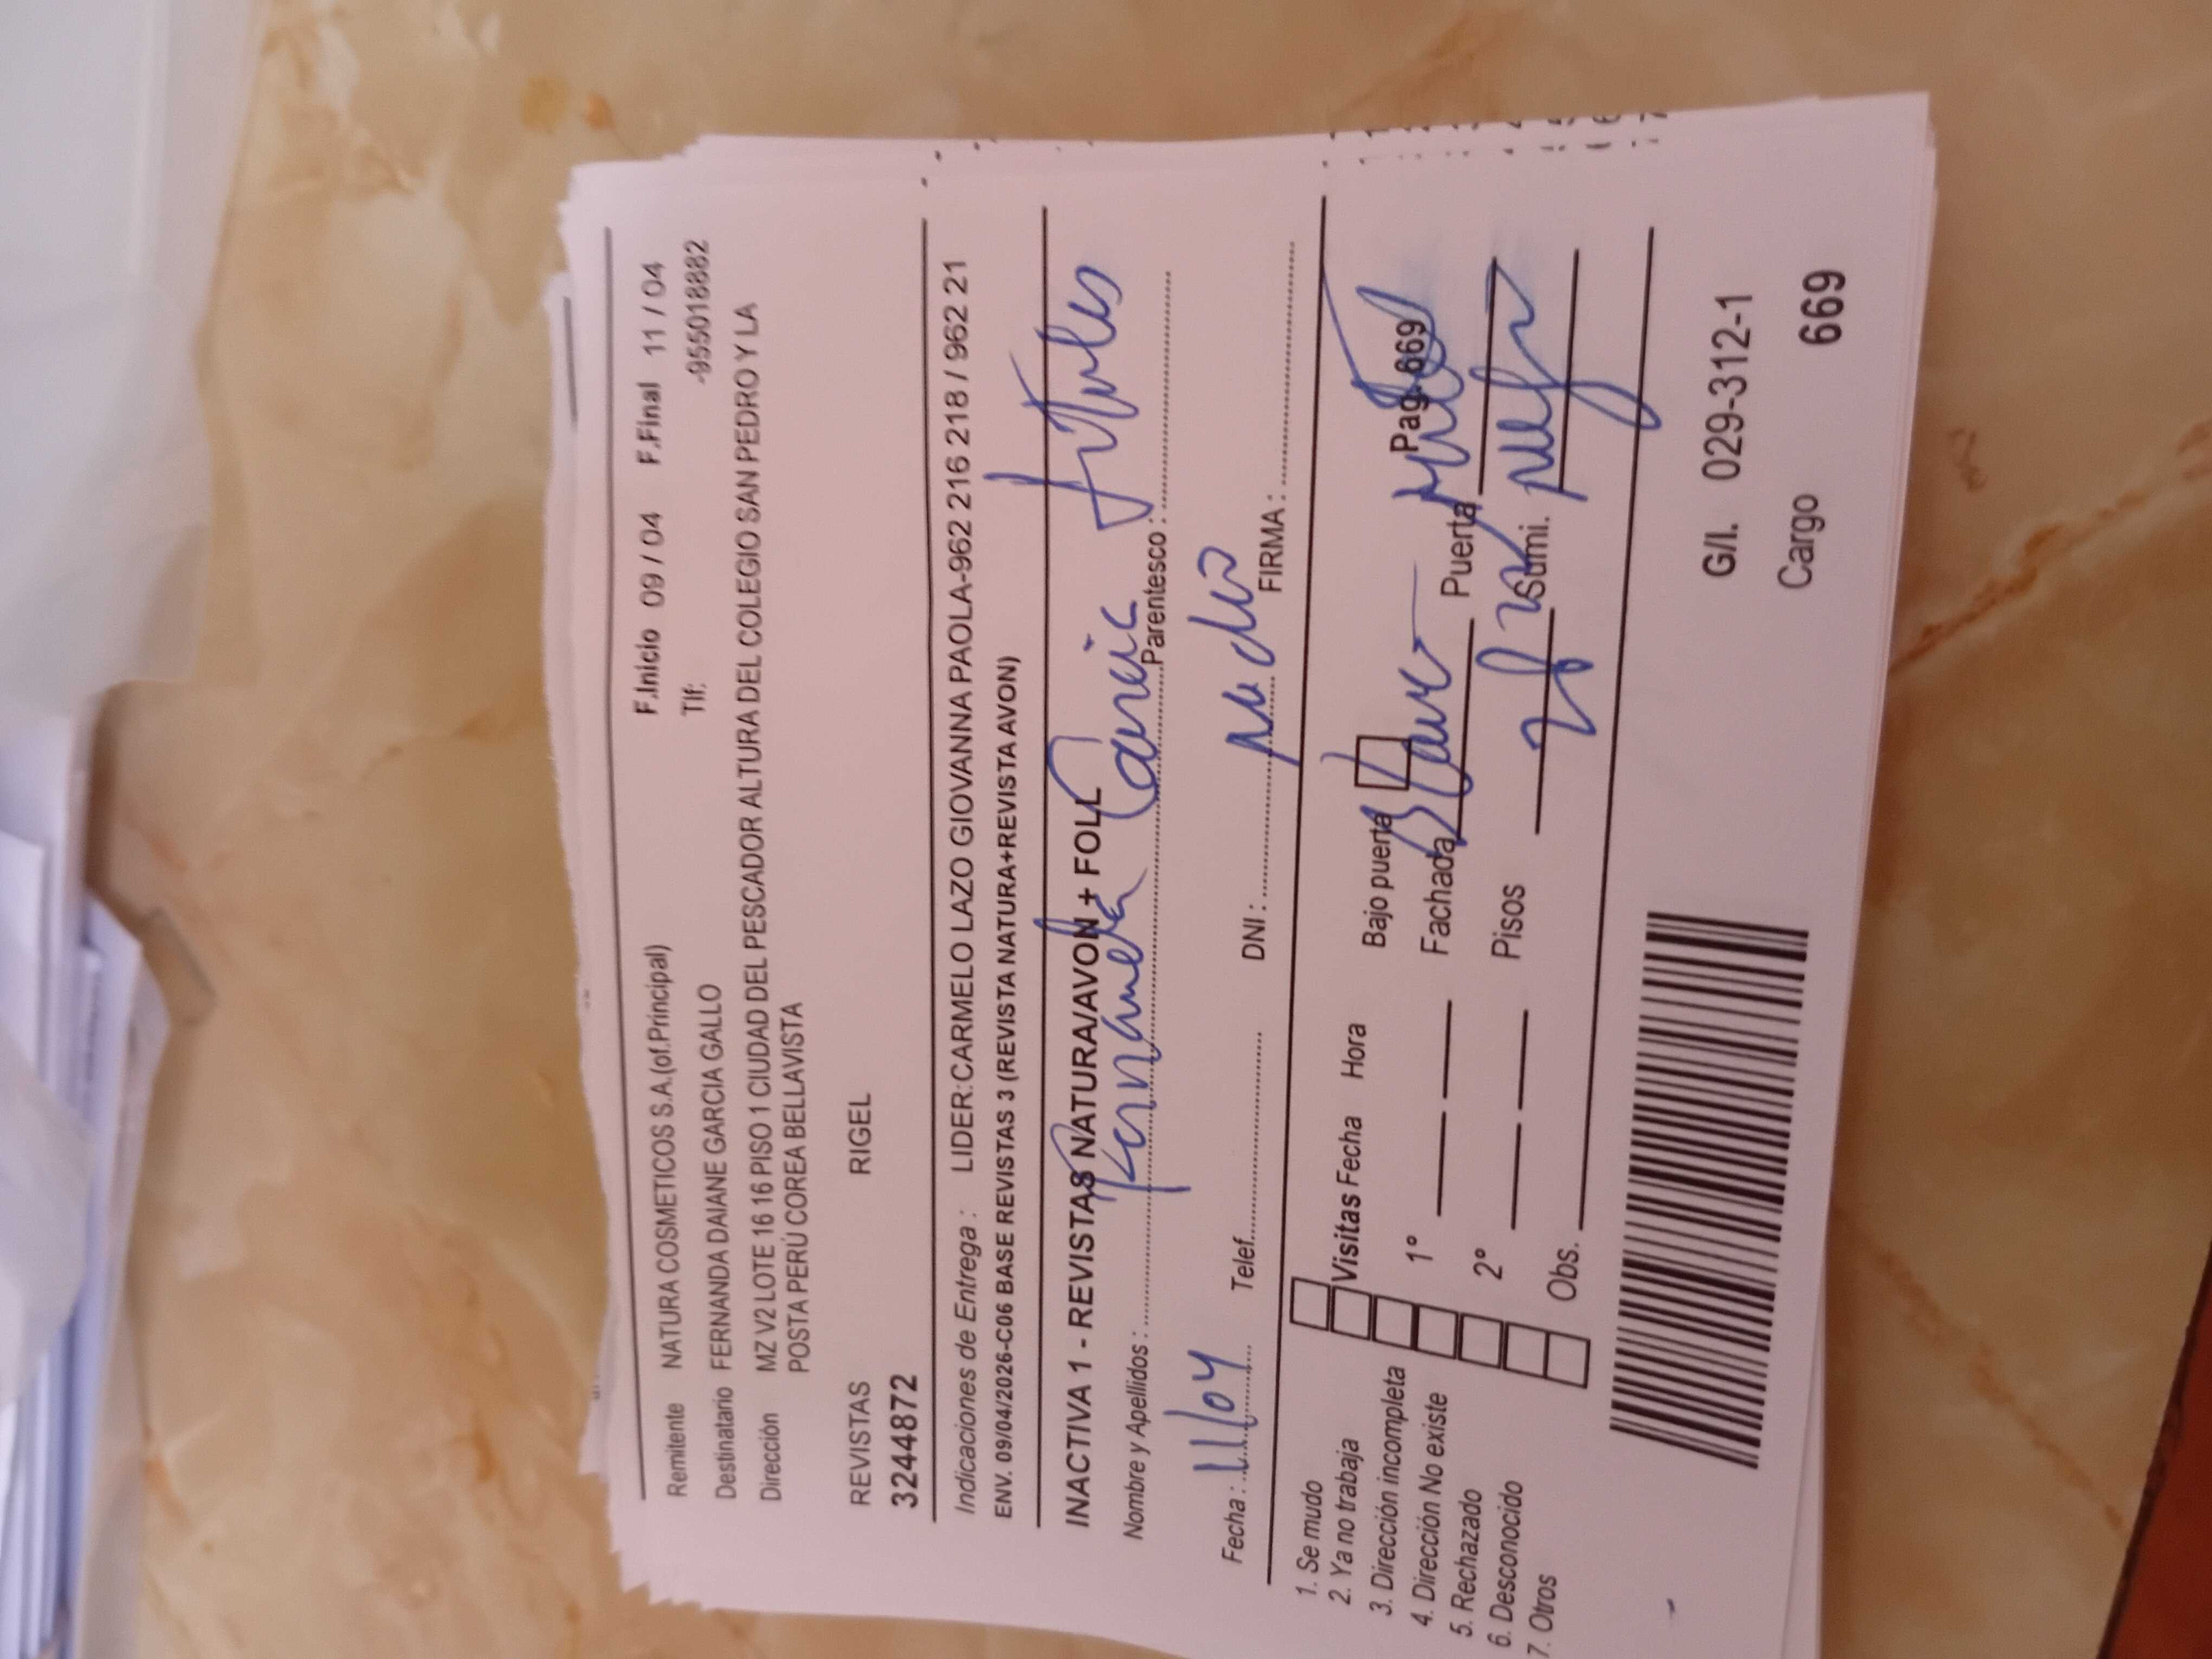 F.Inicio 09 / 04 F.Final 11 / 04
Remitente NATURA COSMETICOS S.A.(of.Principal) Tlf: -955018882
Destinatario FERNANDA DAIANE GARCIA GALLO
Dirección MZ V2 LOTE 16 16 PISO 1 CIUDAD DEL PESCADOR ALTURA DEL COLEGIO SAN PEDRO Y LA
POSTA PERÚ COREA BELLAVISTA
REVISTAS RIGEL
3244872
Indicaciones de Entrega : LIDER:CARMELO LAZO GIOVANNA PAOLA-962 216 218 / 962 21
ENV. 09/04/2026-C06 BASE REVISTAS 3 (REVISTA NATURA+REVISTA AVON)
INACTIVA 1 - REVISTAS NATURA/AVON + FOLL
Nombre y Apellidos : Fernanda Garcia Parentesco : titular
Fecha : 11/04 Telef. DNI : FIRMA :
1. Se mudo
2. Ya no trabaja
3. Dirección incompleta
4. Dirección No existe
5. Rechazado
6. Desconocido
7. Otros
Visitas Fecha Hora Bajo puerta Pag. 669
1° Fachada Blanc Puerta
2° Pisos Sumi.
Obs.
G/I. 029-312-1
Cargo 669